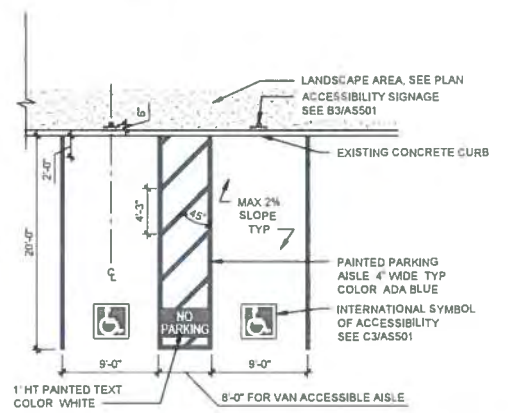 LANDSCAPE AREA, SEE PLAN
ACCESSIBILITY SIGNAGE
SEE B3/AS501
6"
EXISTING CONCRETE CURB
2'-0"
4'-3"
45°
MAX 2%
SLOPE
TYP
20'-0"
PAINTED PARKING
AISLE 4" WIDE TYP
COLOR ADA BLUE
CL
NO
PARKING
INTERNATIONAL SYMBOL
OF ACCESSIBILITY
SEE C3/AS501
9'-0"
9'-0"
1' HT PAINTED TEXT
COLOR WHITE
8'-0" FOR VAN ACCESSIBLE AISLE